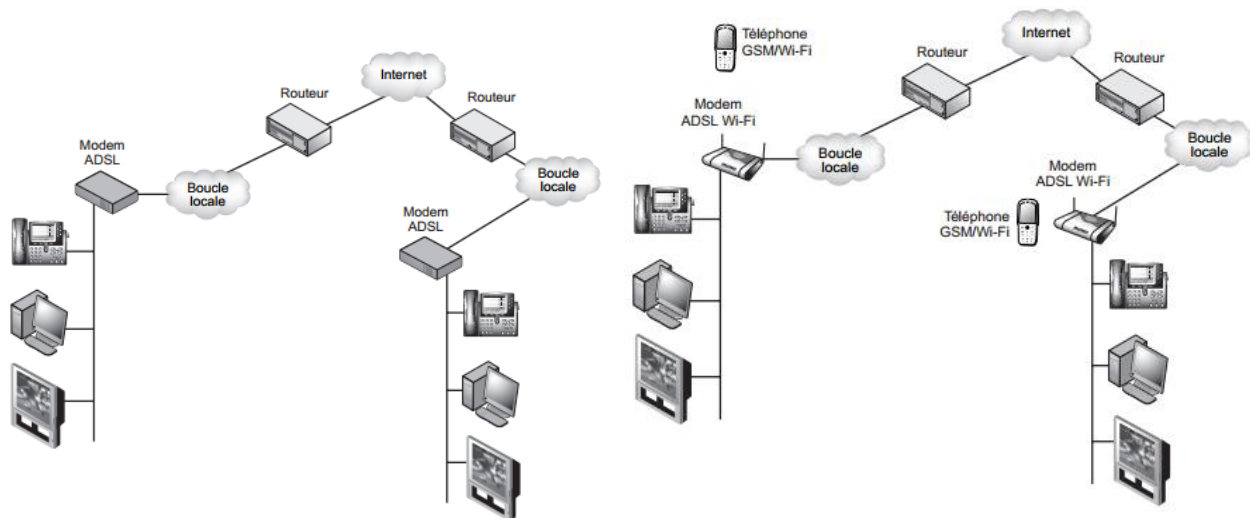 Internet
Routeur
Routeur
Modem
ADSL
Boucle
locale
Boucle
locale
Modem
ADSL
Téléphone
GSM/Wi-Fi
Internet
Routeur
Routeur
Modem
ADSL Wi-Fi
Boucle
locale
Boucle
locale
Modem
ADSL Wi-Fi
Téléphone
GSM/Wi-Fi